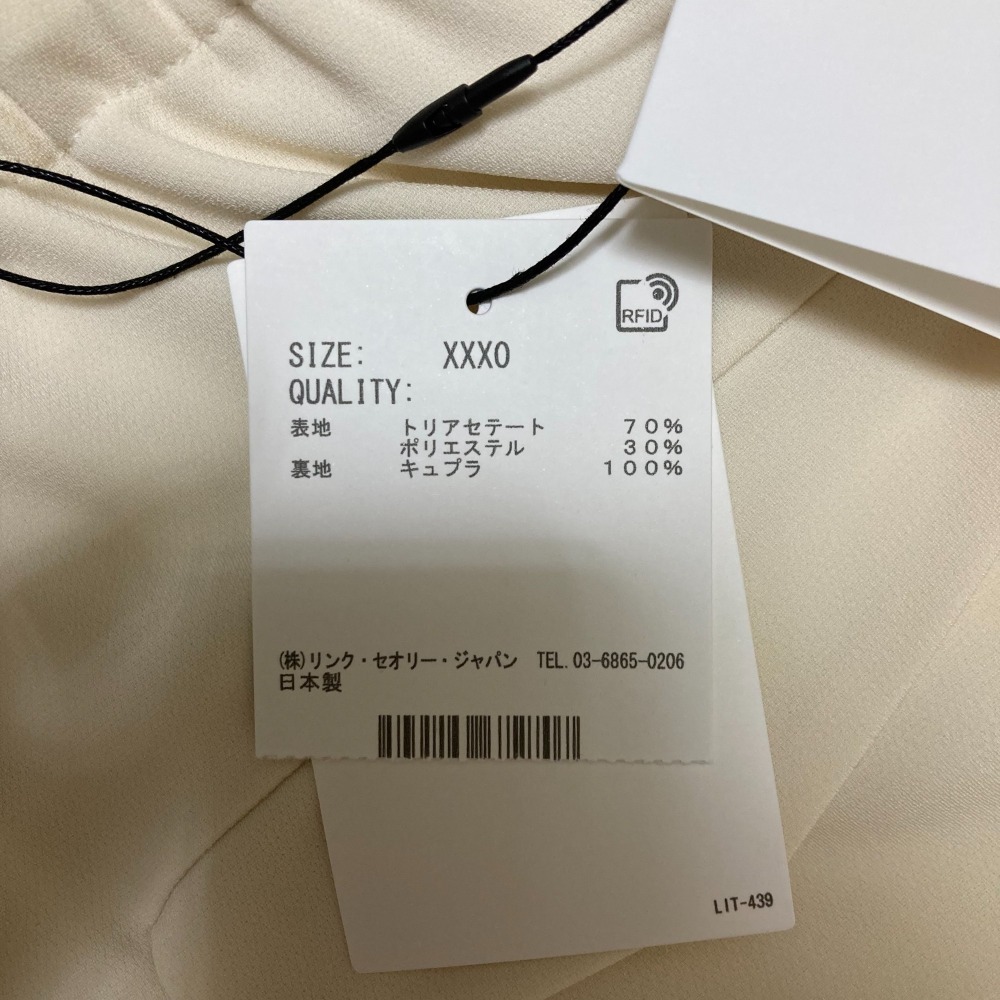 RFID
SIZE: XXXO
QUALITY:
表地 トリアセテート 70%
ポリエステル 30%
裏地 キュプラ 100%
(株)リンク・セオリー・ジャパン TEL.03-6865-0206
日本製
LIT-439